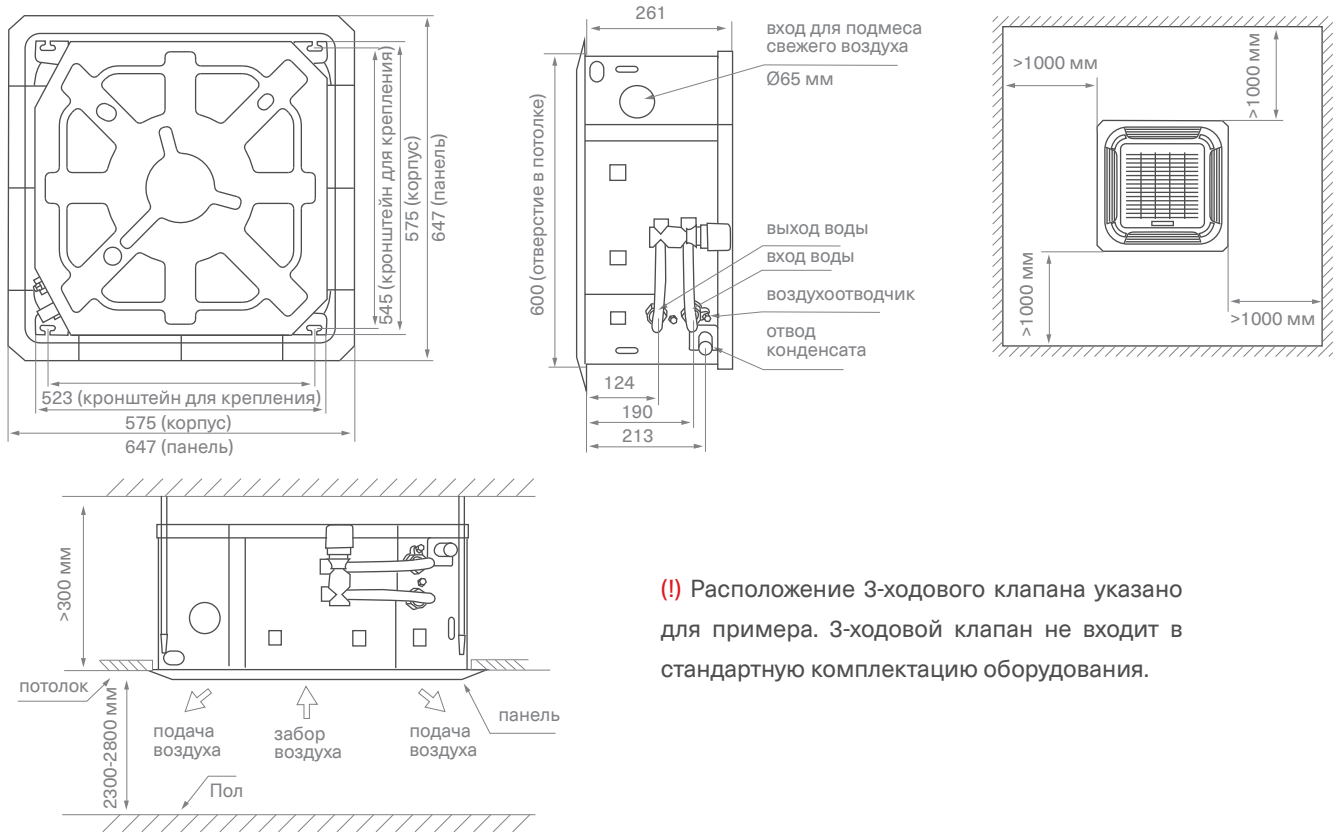 545 (кронштейн для крепления)
575 (корпус)
647 (панель)
523 (кронштейн для крепления)
575 (корпус)
647 (панель)
261
600 (отверстие в потолке)
вход для подмеса
свежего воздуха
Ø65 мм
выход воды
вход воды
воздухоотводчик
отвод
конденсата
124
190
213
>1000 мм
>1000 мм
>1000 мм
>1000 мм
>300 мм
потолок
2300-2800 мм
подача
воздуха
забор
воздуха
подача
воздуха
панель
Пол
(!) Расположение 3-ходового клапана указано
для примера. 3-ходовой клапан не входит в
стандартную комплектацию оборудования.